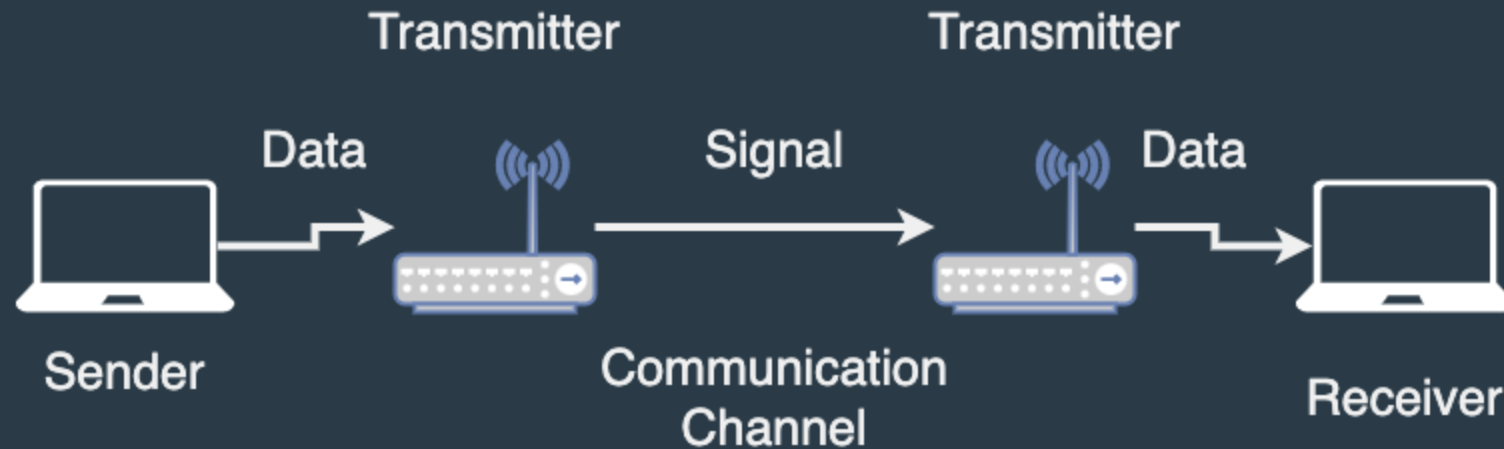 Transmitter
Transmitter
Data
Signal
Data
Sender
Communication
Channel
Receiver